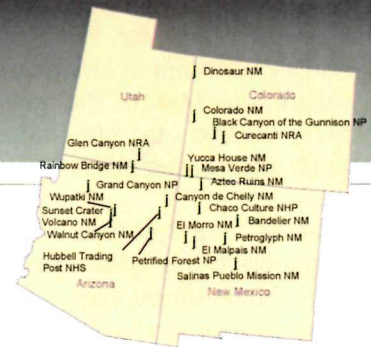 Dinosaur NM
Utah
Colorado
Colorado NM
Black Canyon of the Gunnison NP
Curecanti NRA
Glen Canyon NRA
Yucca House NM
Rainbow Bridge NM
Mesa Verde NP
Aztec Ruins NM
Grand Canyon NP
Canyon de Chelly NM
Wupatki NM
Chaco Culture NHP
Sunset Crater
Volcano NM
Bandelier NM
El Morro NM
Walnut Canyon NM
Petroglyph NM
El Malpais NM
Hubbell Trading
Post NHS
Petrified Forest NP
Salinas Pueblo Mission NM
Arizona
New Mexico